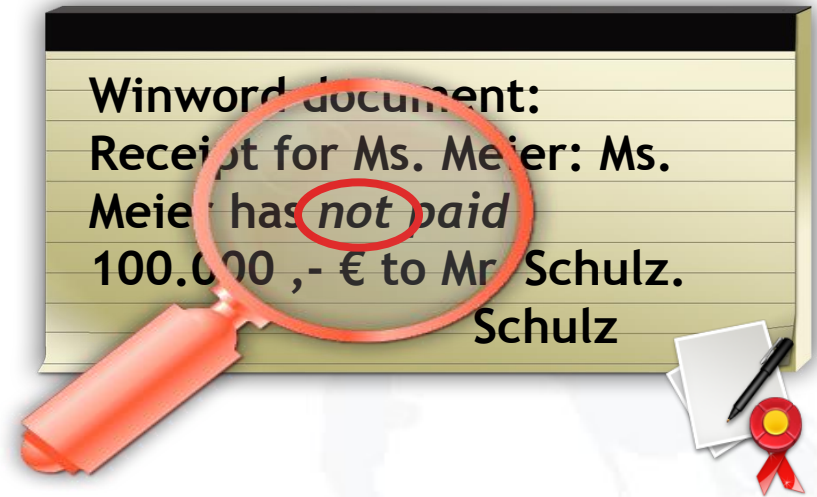 Winword document:
Receipt for Ms. Meier: Ms.
Meier has not paid
100.000 ,- € to Mr. Schulz.
Schulz